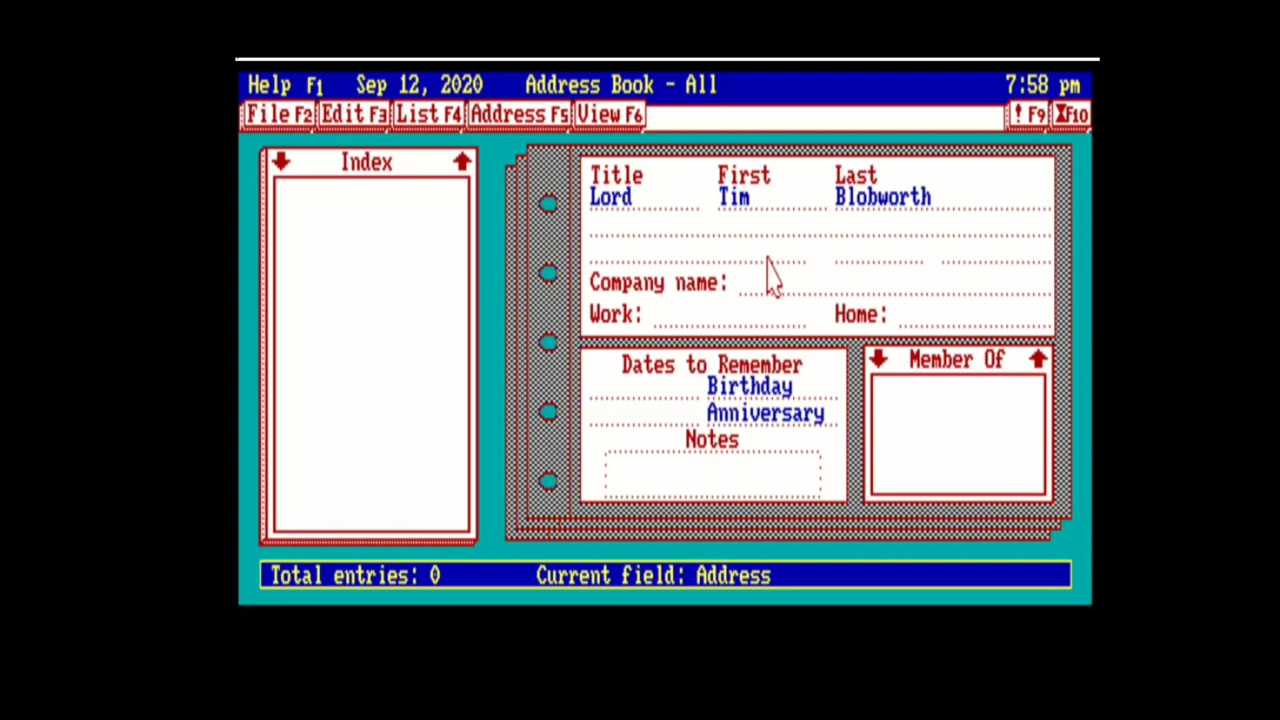 Help F1 Sep 12, 2020 Address Book - All 7:58 pm
File F2 Edit F3 List F4 Address F5 View F6 ! F9 F10
Index
Title First Last
Lord Tim Blobworth
Company name:
Work: Home:
Dates to Remember
Birthday
Anniversary
Notes
Member Of
Total entries: 0 Current field: Address